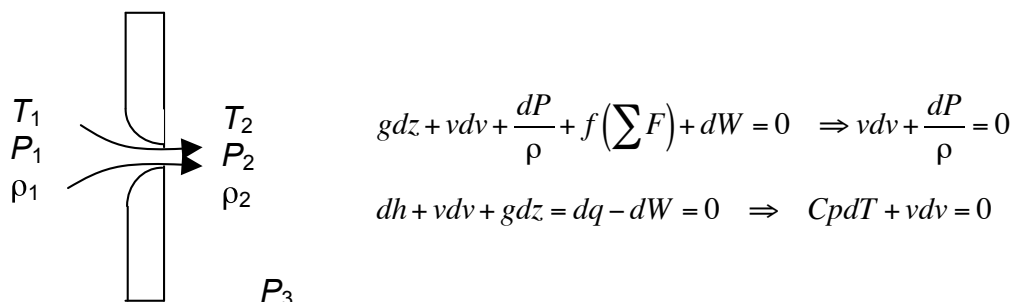 T₁
P₁
ρ₁
T₂
P₂
ρ₂
P₃
gdz + vdv + dP/ρ + f(∑F) + dW = 0 ⇒ vdv + dP/ρ = 0
dh + vdv + gdz = dq − dW = 0 ⇒ CpdT + vdv = 0